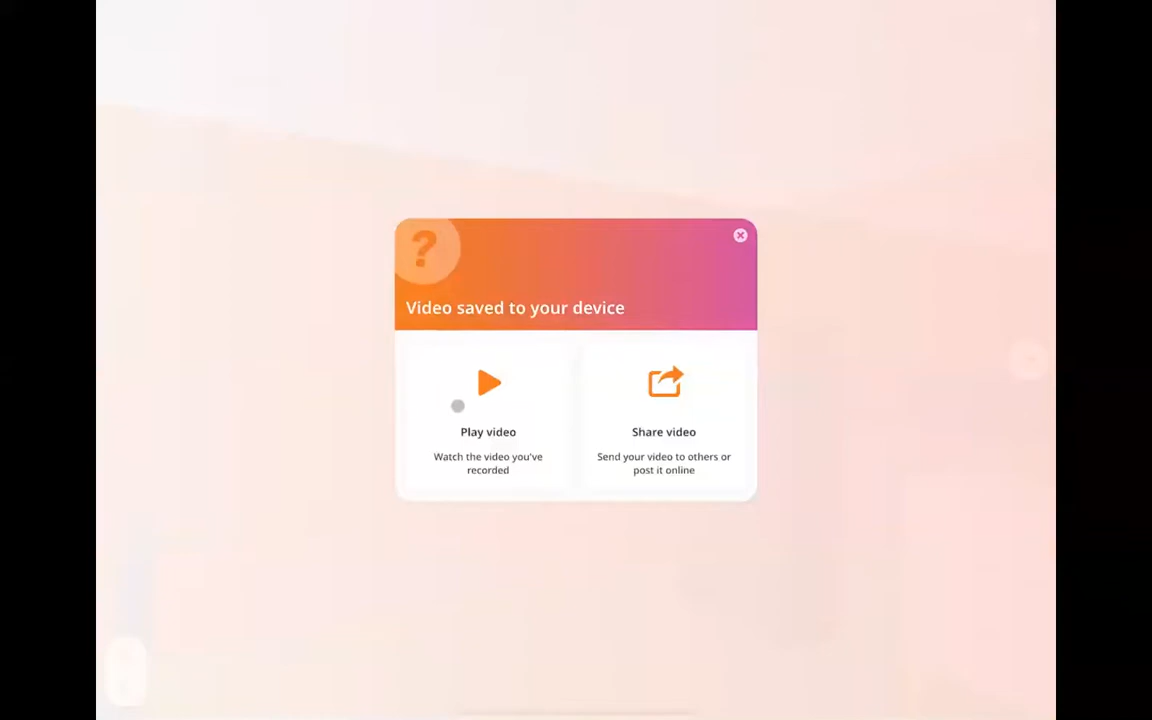 ?
Video saved to your device
Play video
Watch the video you've
recorded
Share video
Send your video to others or
post it online